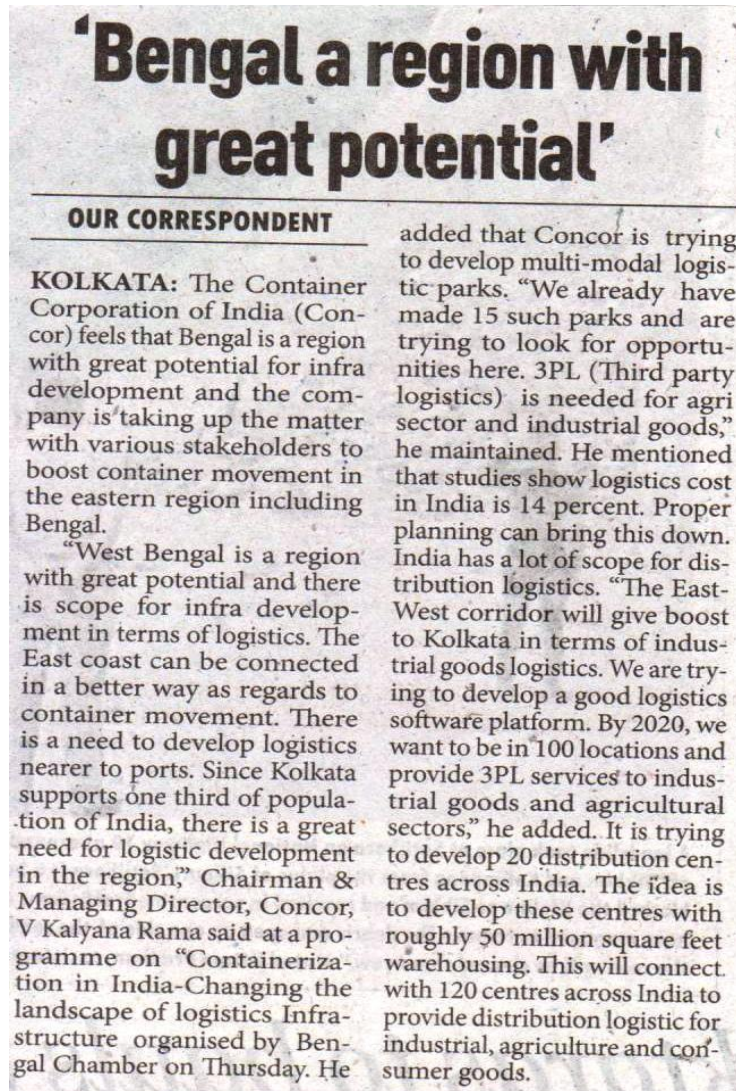 ‘Bengal a region with
great potential’
OUR CORRESPONDENT
KOLKATA: The Container
Corporation of India (Con-
cor) feels that Bengal is a region
with great potential for infra
development and the com-
pany is taking up the matter
with various stakeholders to
boost container movement in
the eastern region including
Bengal.
“West Bengal is a region
with great potential and there
is scope for infra develop-
ment in terms of logistics. The
East coast can be connected
in a better way as regards to
container movement. There
is a need to develop logistics
nearer to ports. Since Kolkata
supports one third of popula-
tion of India, there is a great
need for logistic development
in the region,” Chairman &
Managing Director, Concor,
V Kalyana Rama said at a pro-
gramme on “Containeriza-
tion in India-Changing the
landscape of logistics Infra-
structure organised by Ben-
gal Chamber on Thursday. He
added that Concor is trying
to develop multi-modal logis-
tic parks. “We already have
made 15 such parks and are
trying to look for opportu-
nities here. 3PL (Third party
logistics) is needed for agri
sector and industrial goods,”
he maintained. He mentioned
that studies show logistics cost
in India is 14 percent. Proper
planning can bring this down.
India has a lot of scope for dis-
tribution logistics. “The East-
West corridor will give boost
to Kolkata in terms of indus-
trial goods logistics. We are try-
ing to develop a good logistics
software platform. By 2020, we
want to be in 100 locations and
provide 3PL services to indus-
trial goods and agricultural
sectors,” he added. It is trying
to develop 20 distribution cen-
tres across India. The idea is
to develop these centres with
roughly 50 million square feet
warehousing. This will connect
with 120 centres across India to
provide distribution logistic for
industrial, agriculture and con-
sumer goods.